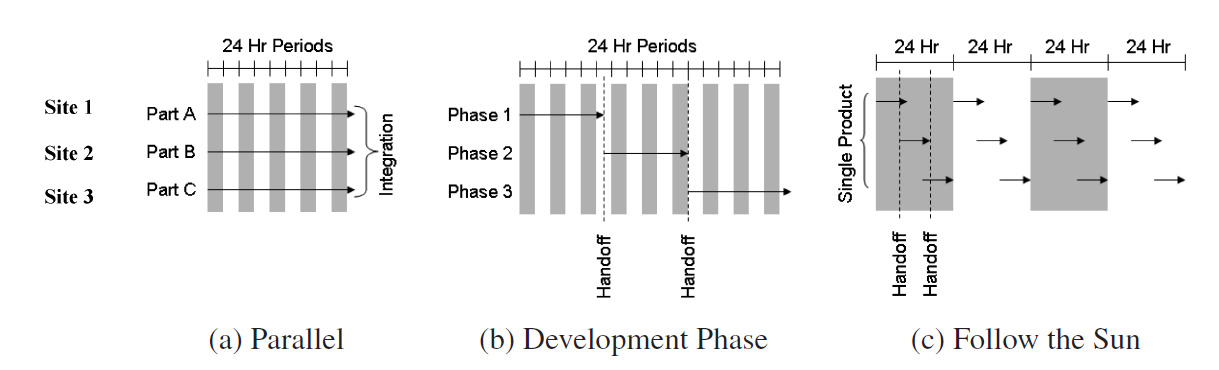 24 Hr Periods
Site 1
Site 2
Site 3
Part A
Part B
Part C
Integration
(a) Parallel
24 Hr Periods
Phase 1
Phase 2
Phase 3
Handoff
Handoff
(b) Development Phase
24 Hr 24 Hr 24 Hr 24 Hr
Single Product
Handoff
Handoff
(c) Follow the Sun